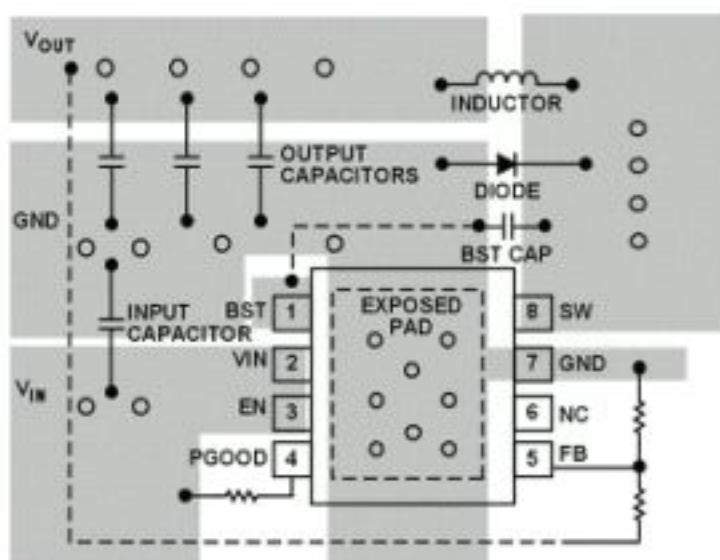 VOUT
INDUCTOR
OUTPUT
CAPACITORS
DIODE
GND
BST CAP
BST
1
EXPOSED
PAD
8
SW
INPUT
CAPACITOR
VIN
2
7
GND
VIN
EN
3
6
NC
PGOOD
4
5
FB